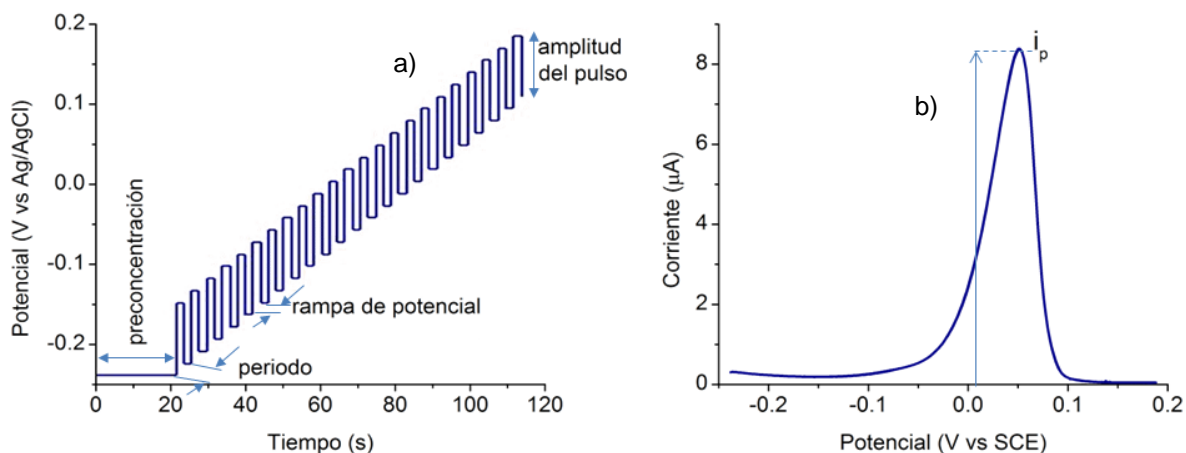 0.2
0.1
0.0
-0.1
-0.2
Potencial (V vs Ag/AgCl)
a)
amplitud
del pulso
preconcentración
rampa de potencial
periodo
0 20 40 60 80 100 120
Tiempo (s)
8
6
4
2
0
Corriente (μA)
b)
ip
-0.2 -0.1 0.0 0.1 0.2
Potencial (V vs SCE)